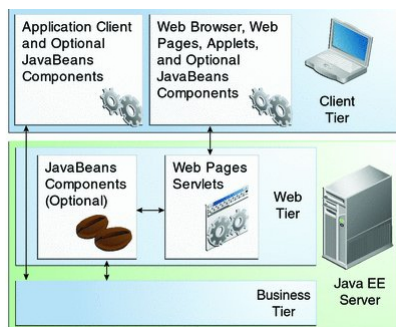 Application Client
and Optional
JavaBeans
Components
Web Browser, Web
Pages, Applets,
and Optional
JavaBeans
Components
Client
Tier
JavaBeans
Components
(Optional)
Web Pages
Servlets
Web
Tier
Java EE
Server
Business
Tier